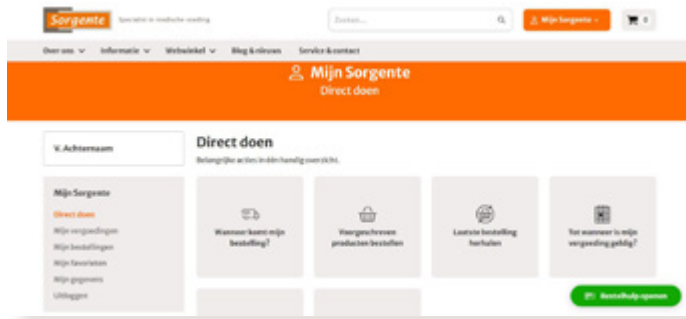 Sorgente
Specialist in medische voeding
Zoeken...
Mijn Sorgente
0
Over ons
Informatie
Webwinkel
Blog & nieuws
Service & contact
Mijn Sorgente
Direct doen
V. Achternaam
Direct doen
Belangrijke acties in één handig overzicht.
Mijn Sorgente
Direct doen
Mijn vergoedingen
Mijn bestellingen
Mijn favorieten
Mijn gegevens
Uitloggen
Wanneer komt mijn
bestelling?
Voorgeschreven
producten bestellen
Laatste bestelling
herhalen
Tot wanneer is mijn
vergoeding geldig?
Bestelhulp openen